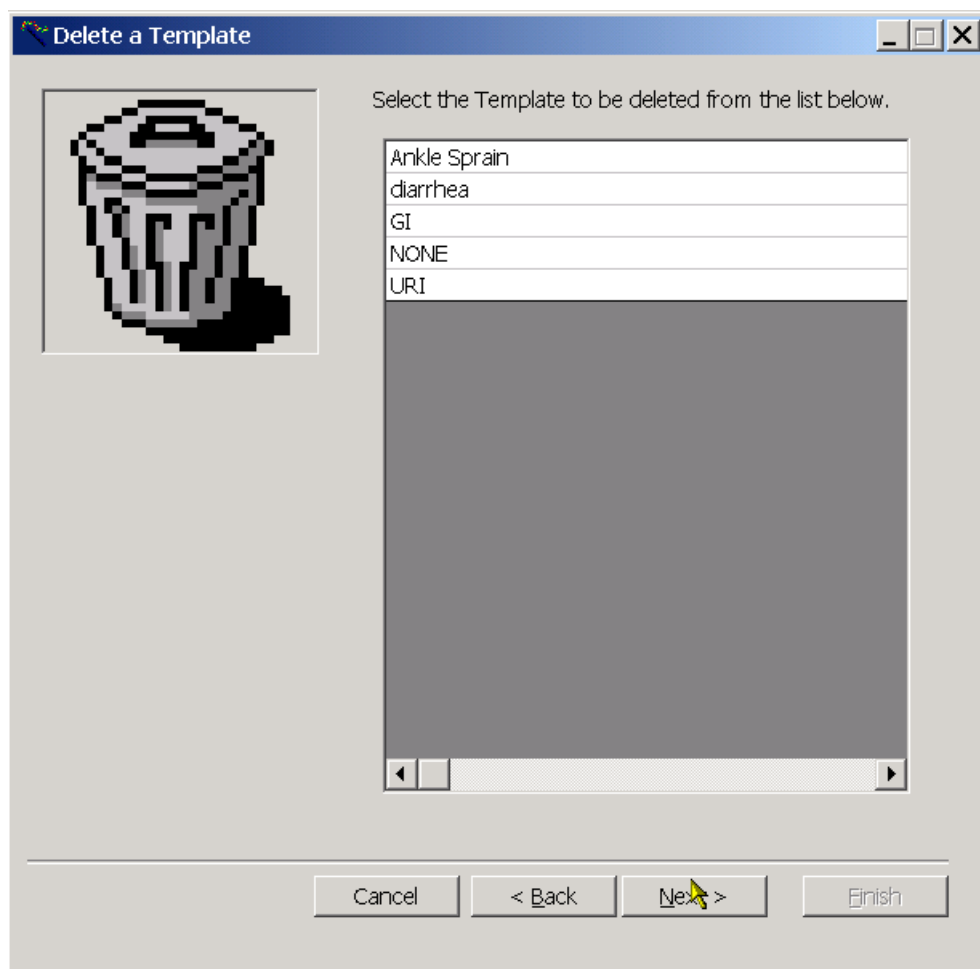 Delete a Template
Select the Template to be deleted from the list below.
Ankle Sprain
diarrhea
GI
NONE
URI
Cancel
< Back
Next >
Finish